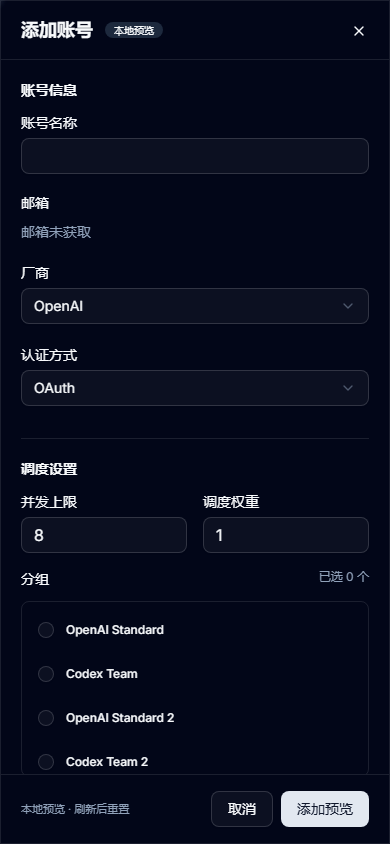 添加账号 本地预览
账号信息
账号名称
邮箱
邮箱未获取
厂商
OpenAI
认证方式
OAuth
调度设置
并发上限 调度权重
8 1
分组 已选 0 个
OpenAI Standard
Codex Team
OpenAI Standard 2
Codex Team 2
本地预览 · 刷新后重置 取消 添加预览